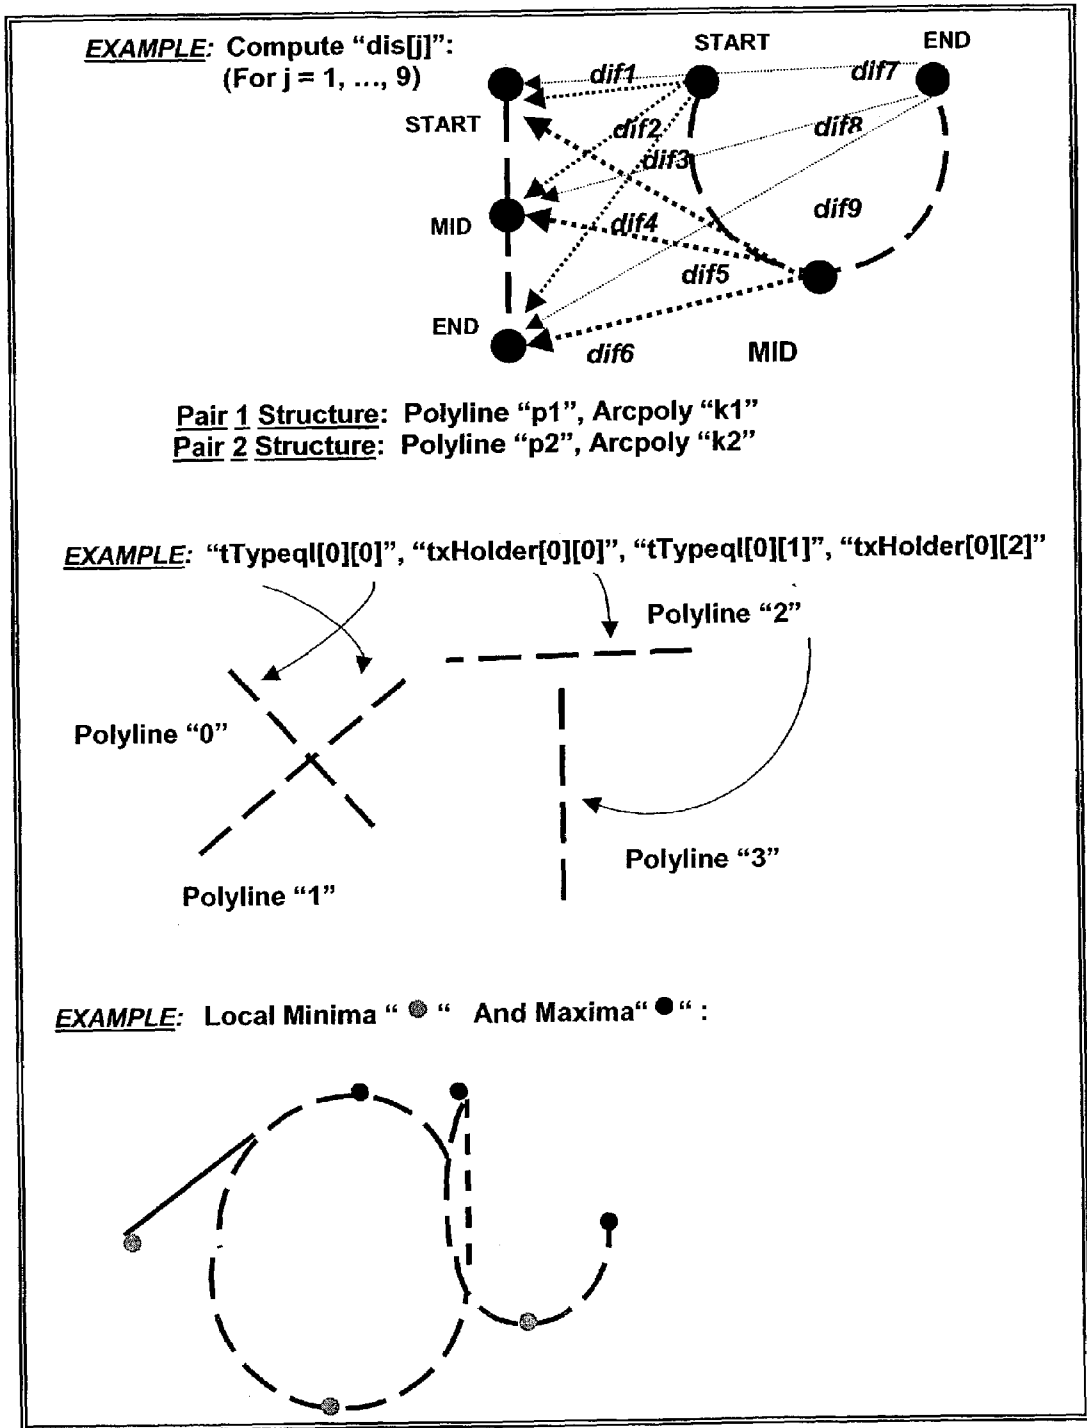 EXAMPLE: Compute “dis[j]”:
(For j = 1, ..., 9)
START
END
dif1
dif7
START
dif2
dif8
dif3
MID
dif4
dif9
dif5
END
dif6
MID
Pair 1 Structure: Polyline “p1”, Arcpoly “k1”
Pair 2 Structure: Polyline “p2”, Arcpoly “k2”
EXAMPLE: “tTypeql[0][0]”, “txHolder[0][0]”, “tTypeql[0][1]”, “txHolder[0][2]”
Polyline “2”
Polyline “0”
Polyline “3”
Polyline “1”
EXAMPLE: Local Minima “ “ And Maxima“ “ :